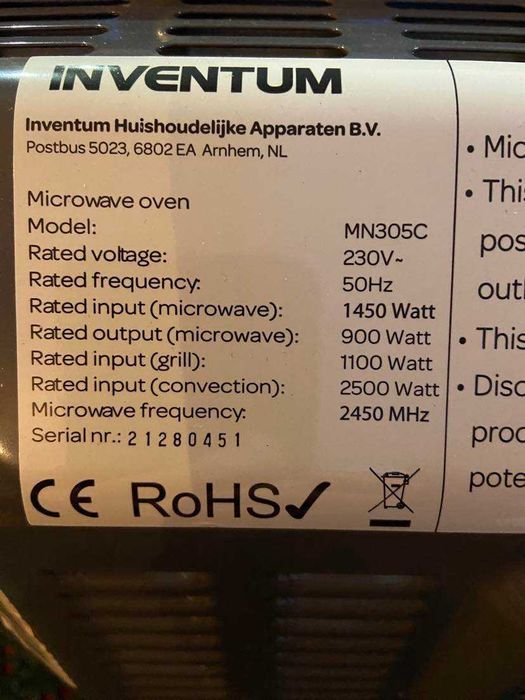 INVENTUM
Inventum Huishoudelijke Apparaten B.V.
Postbus 5023, 6802 EA Arnhem, NL
Microwave oven
Model: MN305C
Rated voltage: 230V~
Rated frequency: 50Hz
Rated input (microwave): 1450 Watt
Rated output (microwave): 900 Watt
Rated input (grill): 1100 Watt
Rated input (convection): 2500 Watt
Microwave frequency: 2450 MHz
Serial nr.: 21280451
CE RoHS✓
• Mic
• This
pos
outl
• This
• Disc
proc
pote